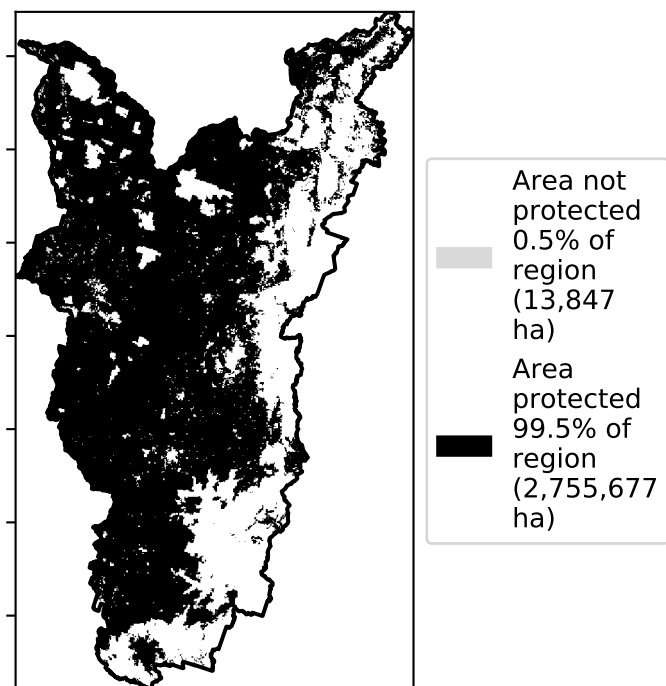 Area not
protected
0.5% of
region
(13,847
ha)
Area
protected
99.5% of
region
(2,755,677
ha)